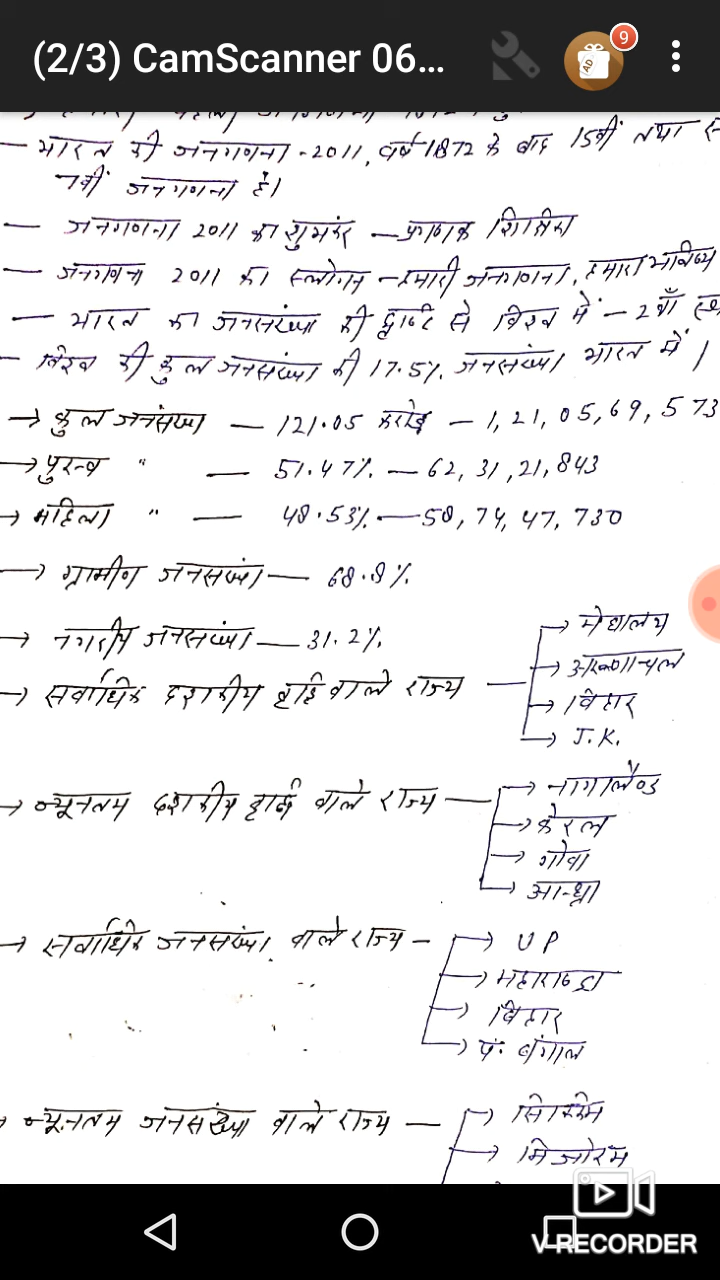 (2/3) CamScanner 06...
9
AD
— भारत की जनगणना - 2011, वर्ष 1872 के बाद 15वीं तथा
7वीं जनगणना है।
— जनगणना 2011 का शुभंकर — प्रगणक शिक्षिका
— जनगणना 2011 का स्लोगन - हमारी जनगणना, हमारा भविष्य
— भारत का जनसंख्या की दृष्टि से विश्व में - 2वाँ
— विश्व की कुल जनसंख्या की 17.5% जनसंख्या भारत में।
→ कुल जनसंख्या — 121.05 करोड़ — 1,21,05,69,573
→ पुरुष " — 51.47% — 62,31,21,843
→ महिला " — 48.53% — 58,74,47,730
→ ग्रामीण जनसंख्या — 68.8%
→ नगरीय जनसंख्या — 31.2%
→ सर्वाधिक दशकीय वृद्धि वाले राज्य — → मेघालय
→ अरुणाचल
→ बिहार
→ J.K.
→ न्यूनतम दशकीय वृद्धि वाले राज्य — → नागालैण्ड
→ केरल
→ गोवा
→ आन्ध्रा
→ सर्वाधिक जनसंख्या वाले राज्य — → UP
→ महाराष्ट्रा
→ बिहार
→ पं. बंगाल
→ न्यूनतम जनसंख्या वाले राज्य — → सिक्किम
→ मिजोरम
V RECORDER